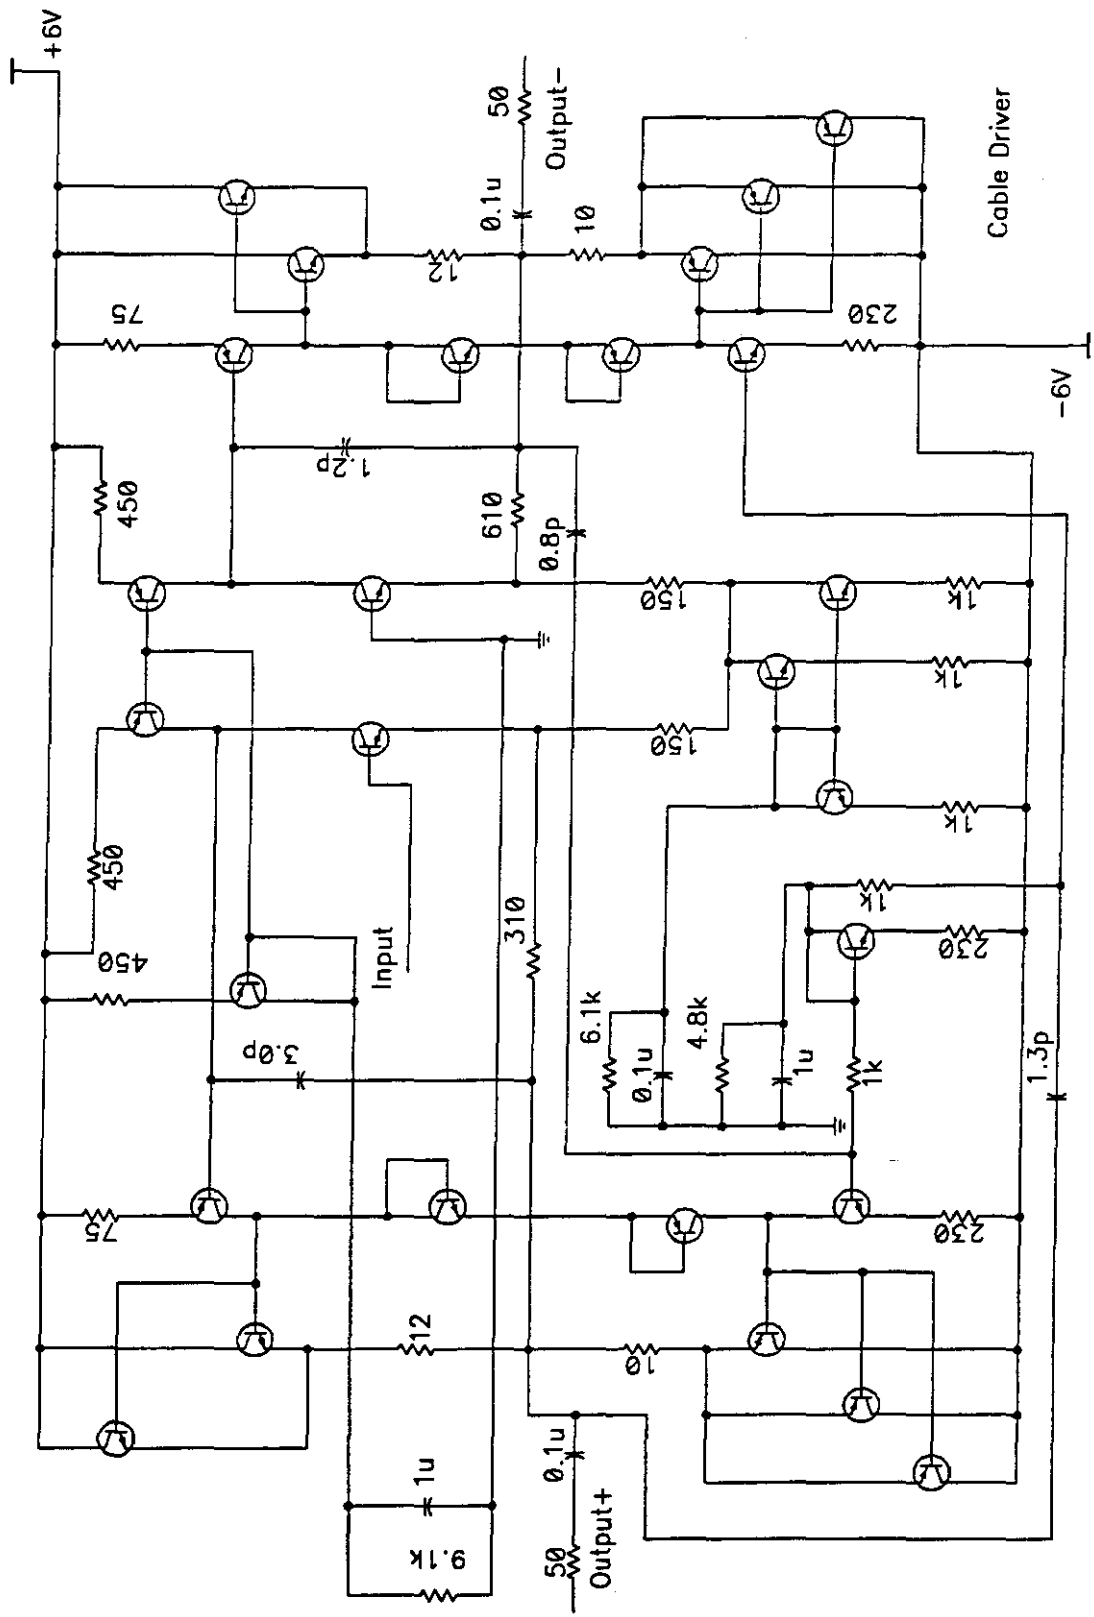 +6V
75
12
0.1u
50
Output-
10
230
-6V
Cable Driver
450
1.2p
610
0.8p
150
1k
1k
450
150
1k
450
Input
310
3.0p
6.1k
0.1u
4.8k
1u
1k
1k
230
1.3p
75
12
10
230
0.1u
50
Output+
1u
9.1k